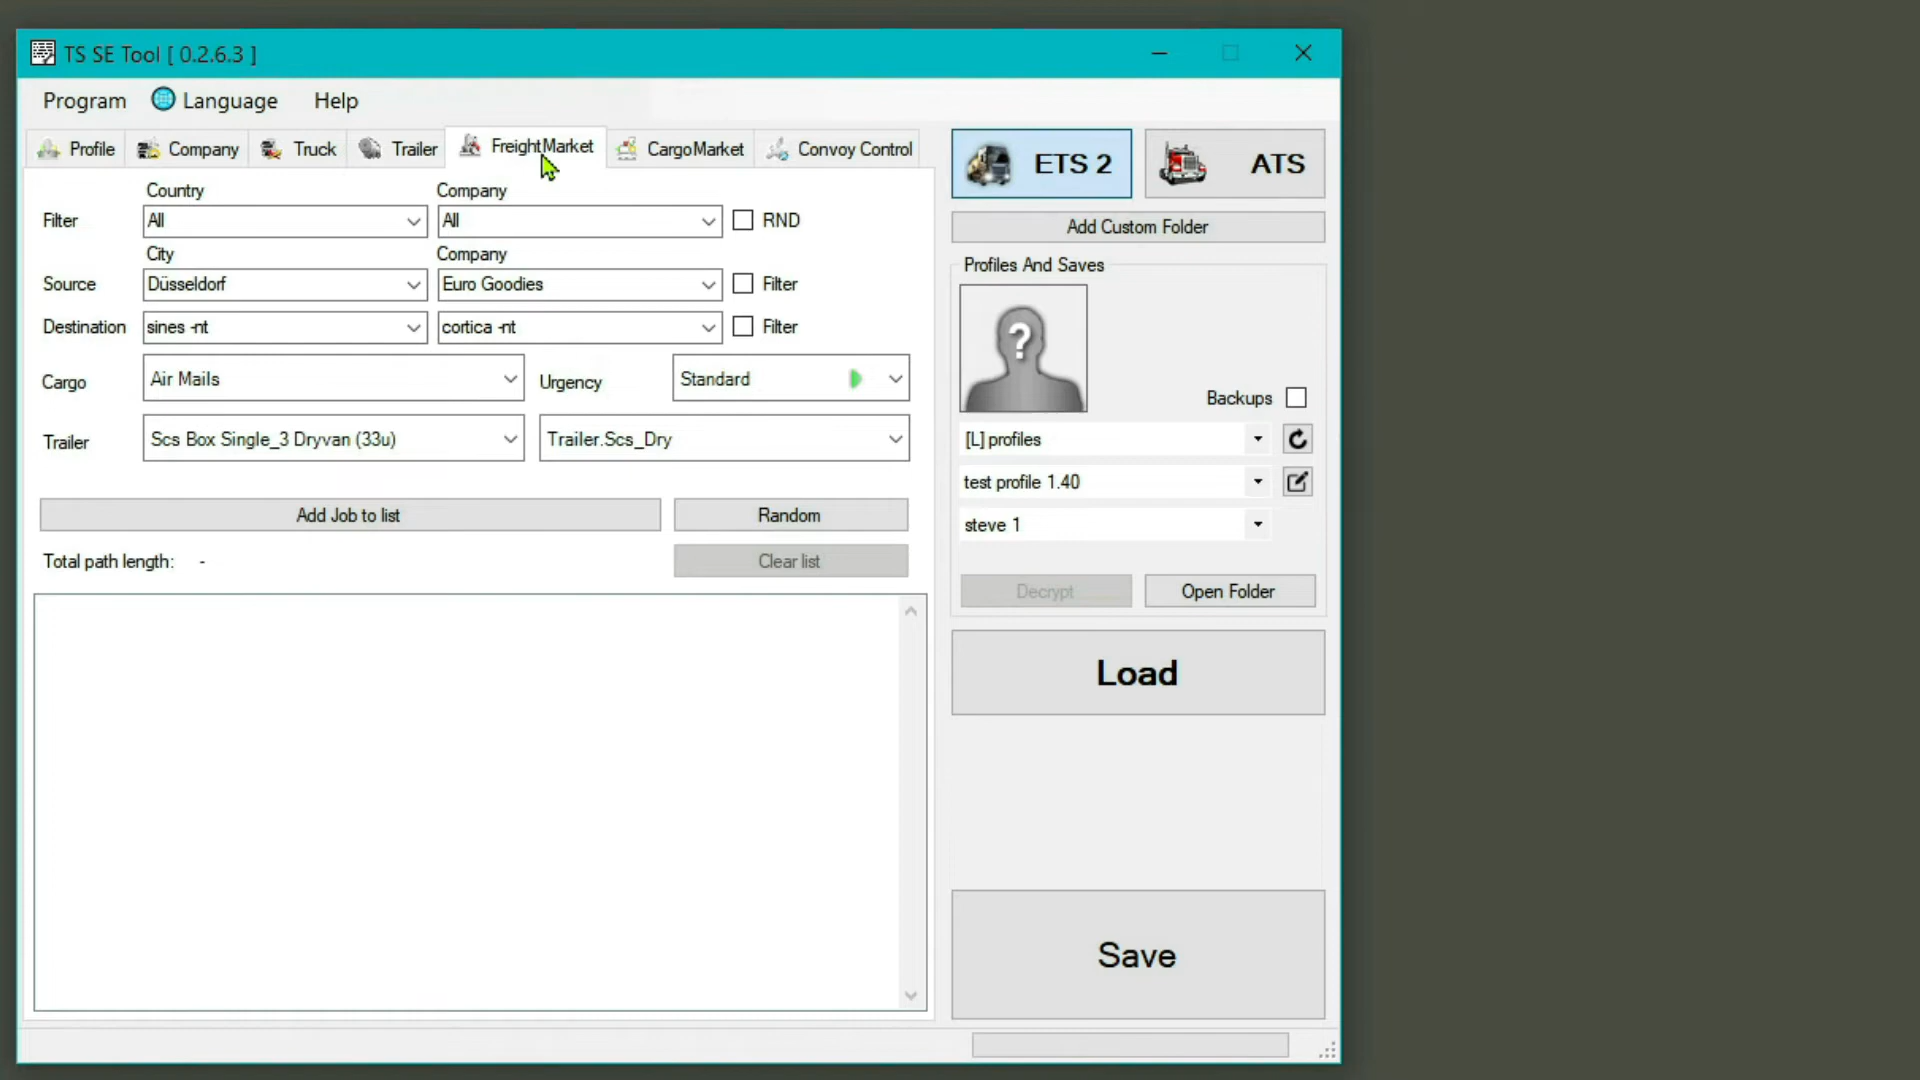 TS SE Tool [ 0.2.6.3 ]
Program Language Help
Profile Company Truck Trailer FreightMarket CargoMarket Convoy Control
ETS 2 ATS
Country Company
Filter All All RND
Add Custom Folder
City Company
Profiles And Saves
Source Düsseldorf Euro Goodies Filter
Destination sines -nt cortica -nt Filter
?
Cargo Air Mails Urgency Standard
Backups
Trailer Scs Box Single_3 Dryvan (33u) Trailer.Scs_Dry
[L] profiles
test profile 1.40
Add Job to list Random
steve 1
Total path length: - Clear list
Decrypt Open Folder
Load
Save